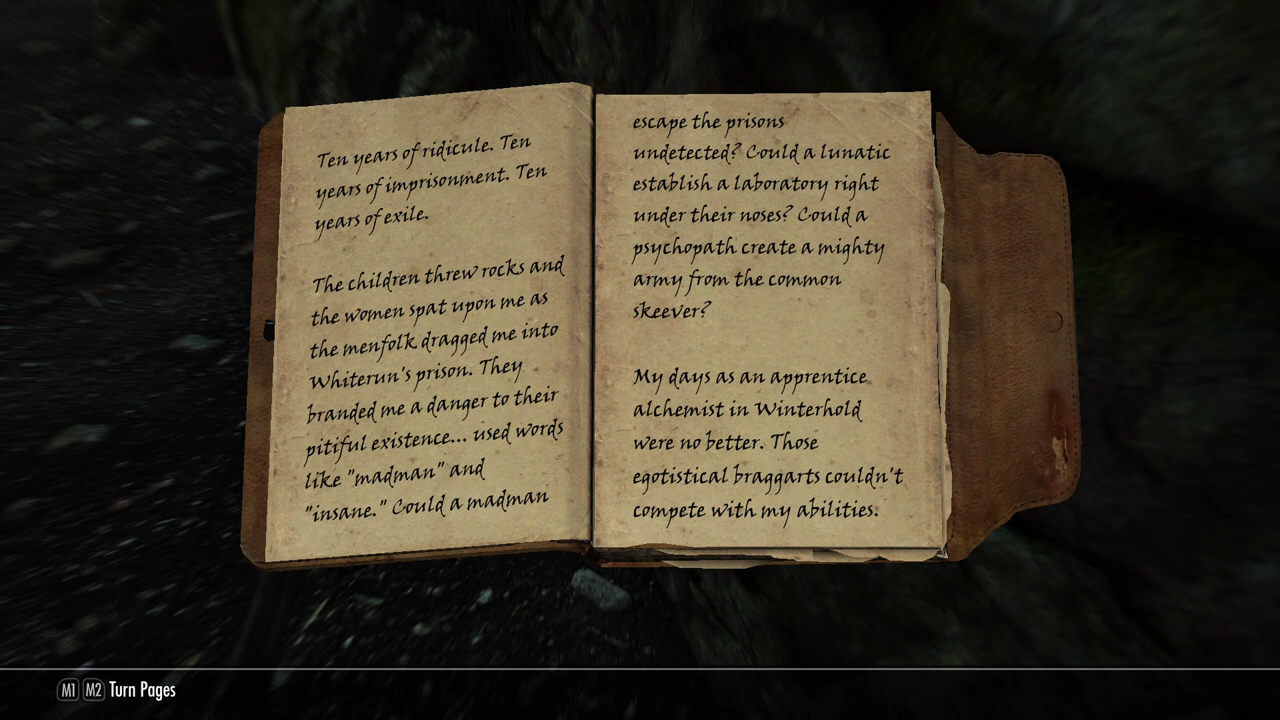 Ten years of ridicule. Ten
years of imprisonment. Ten
years of exile.
The children threw rocks and
the women spat upon me as
the menfolk dragged me into
Whiterun's prison. They
branded me a danger to their
pitiful existence... used words
like "madman" and
"insane." Could a madman
escape the prisons
undetected? Could a lunatic
establish a laboratory right
under their noses? Could a
psychopath create a mighty
army from the common
skeever?
My days as an apprentice
alchemist in Winterhold
were no better. Those
egotistical braggarts couldn't
compete with my abilities.
M1 M2 Turn Pages